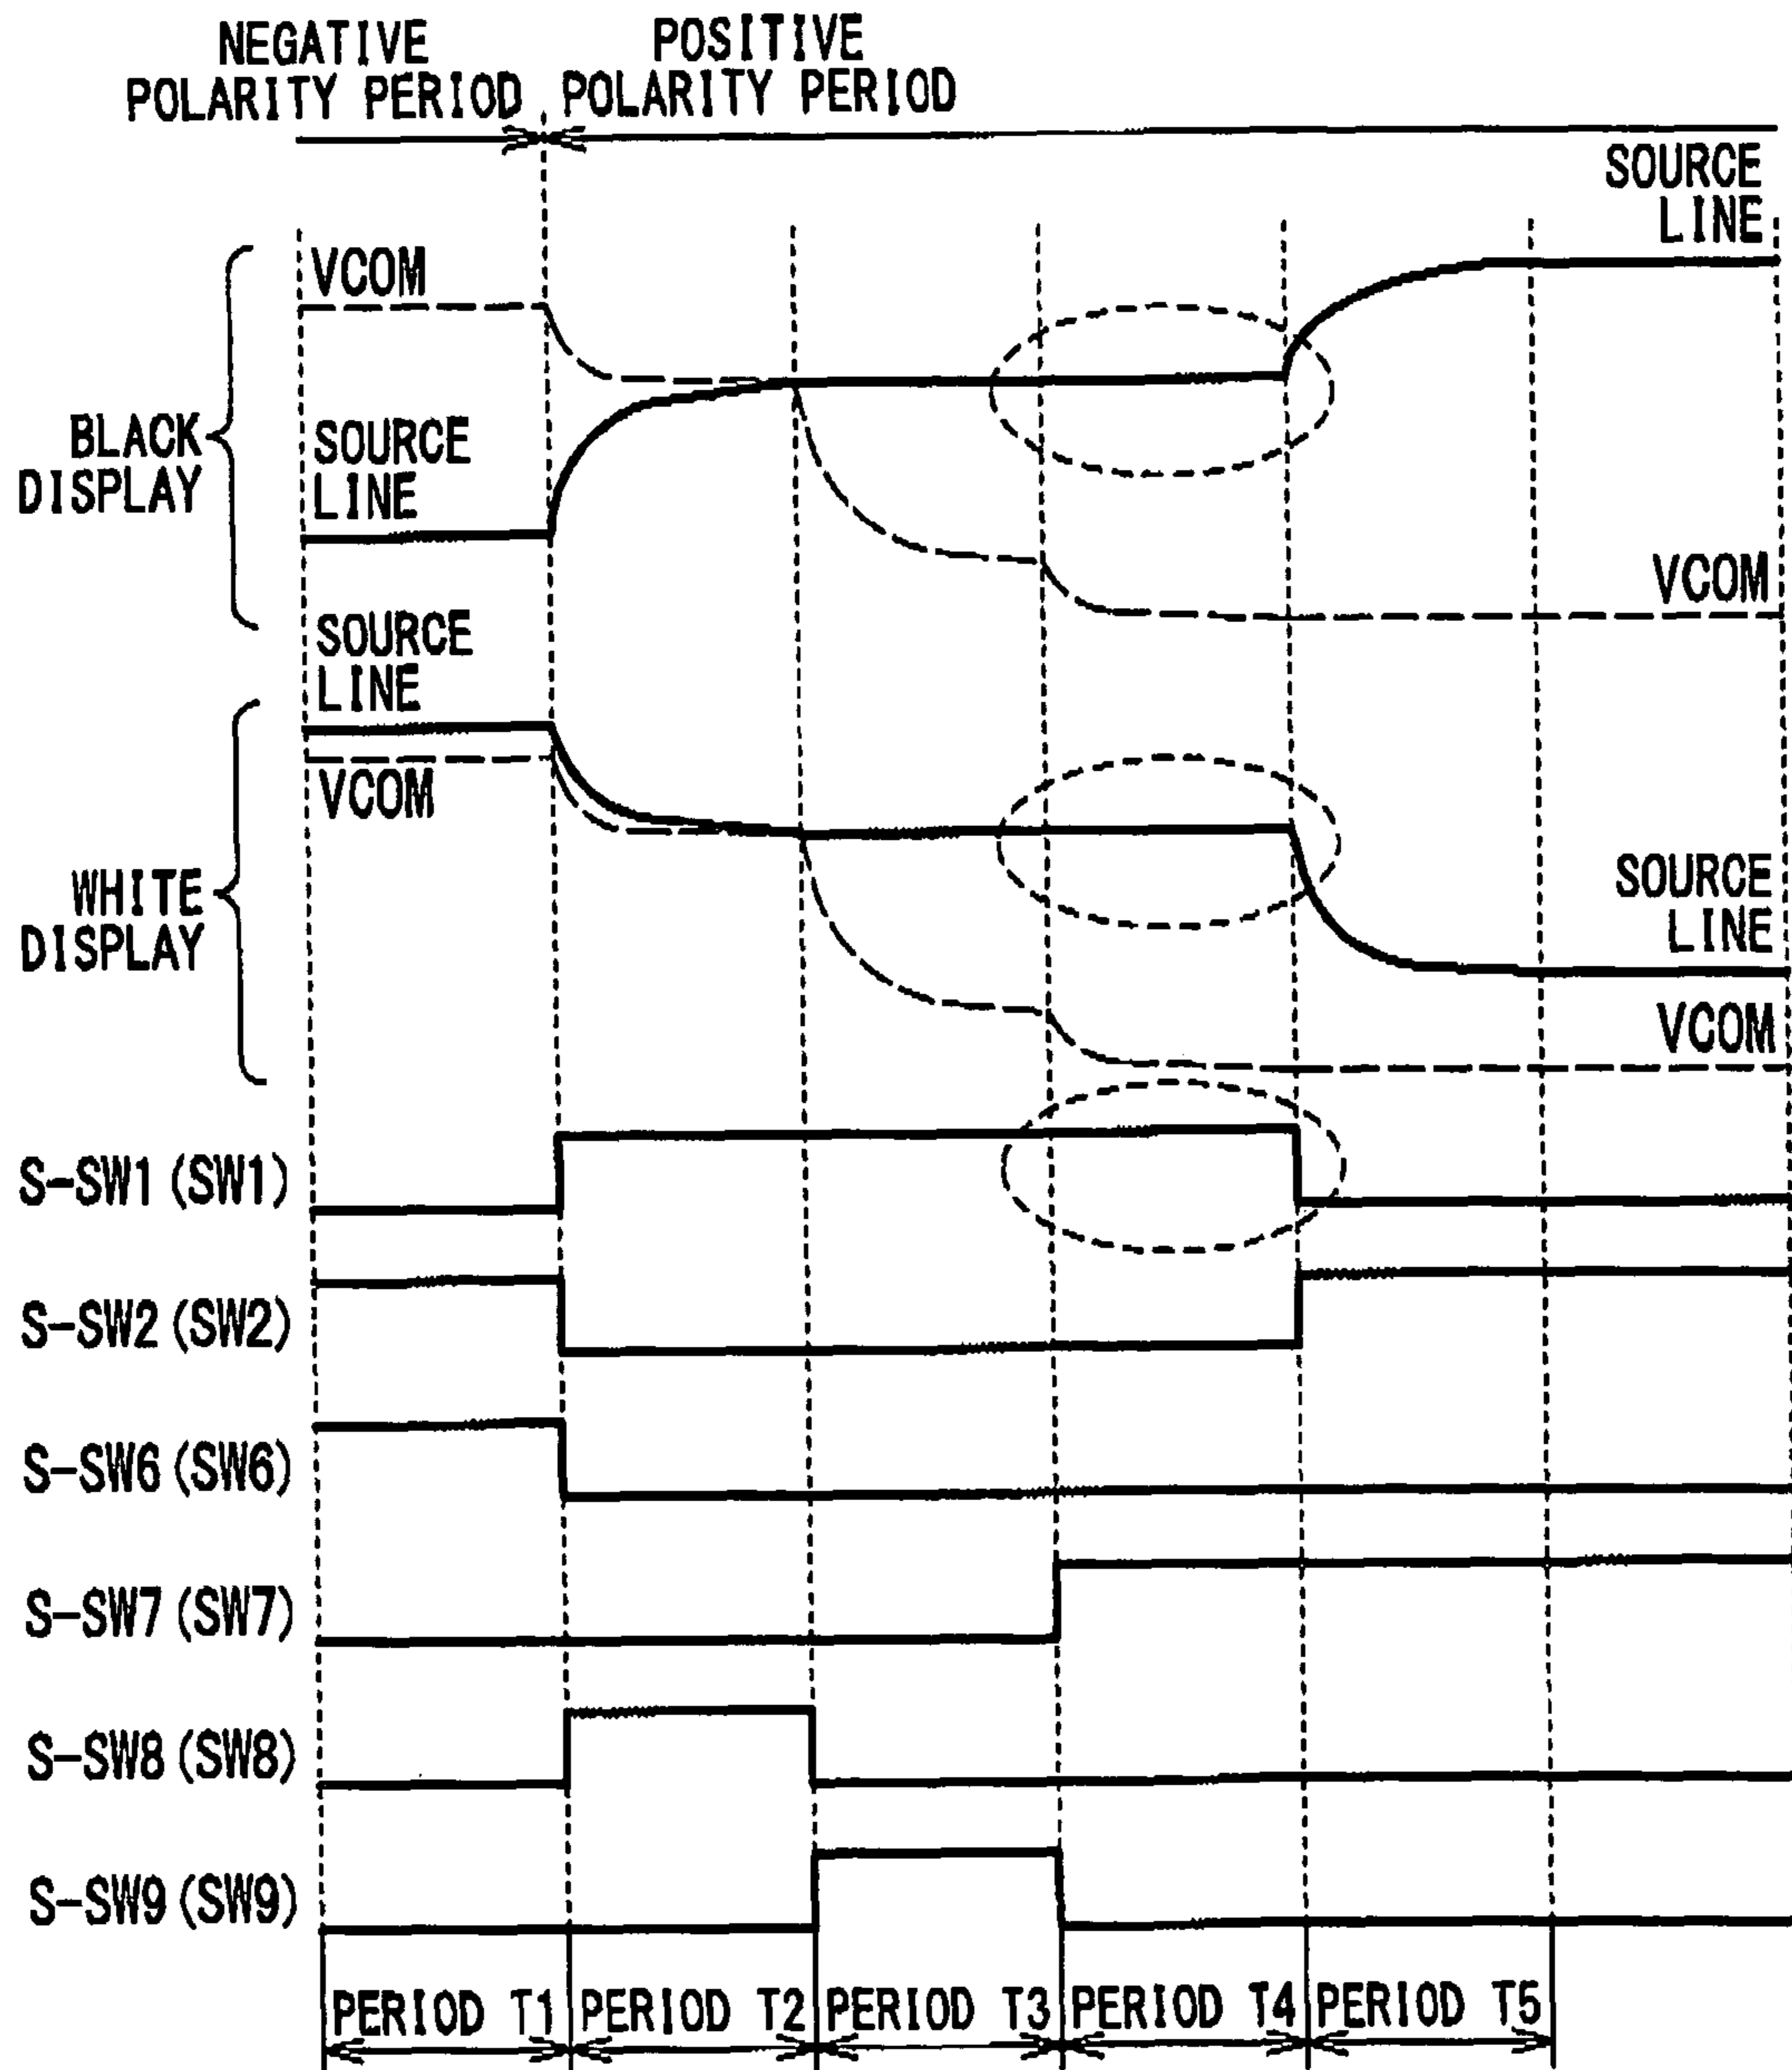 NEGATIVE
POLARITY PERIOD
POSITIVE
POLARITY PERIOD
SOURCE
LINE
VCOM
BLACK
DISPLAY
SOURCE
LINE
VCOM
SOURCE
LINE
VCOM
WHITE
DISPLAY
SOURCE
LINE
VCOM
S-SW1(SW1)
S-SW2(SW2)
S-SW6(SW6)
S-SW7(SW7)
S-SW8(SW8)
S-SW9(SW9)
PERIOD T1
PERIOD T2
PERIOD T3
PERIOD T4
PERIOD T5